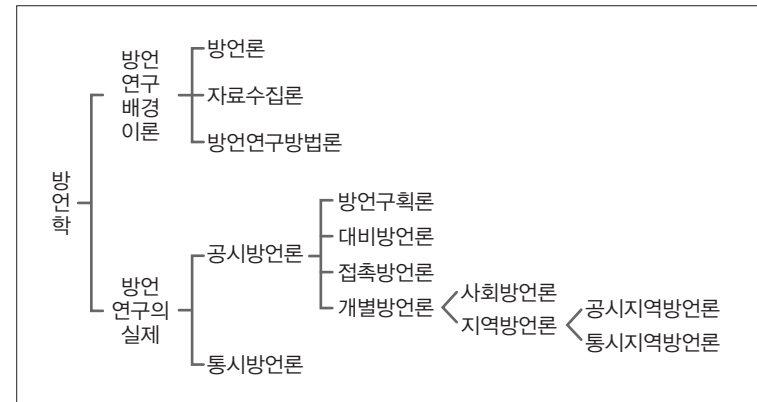 방언
연구
배경
이론
방언론
자료수집론
방언연구방법론
방
언
학
방언
연구의
실제
공시방언론
방언구획론
대비방언론
접촉방언론
개별방언론
사회방언론
지역방언론
공시지역방언론
통시지역방언론
통시방언론